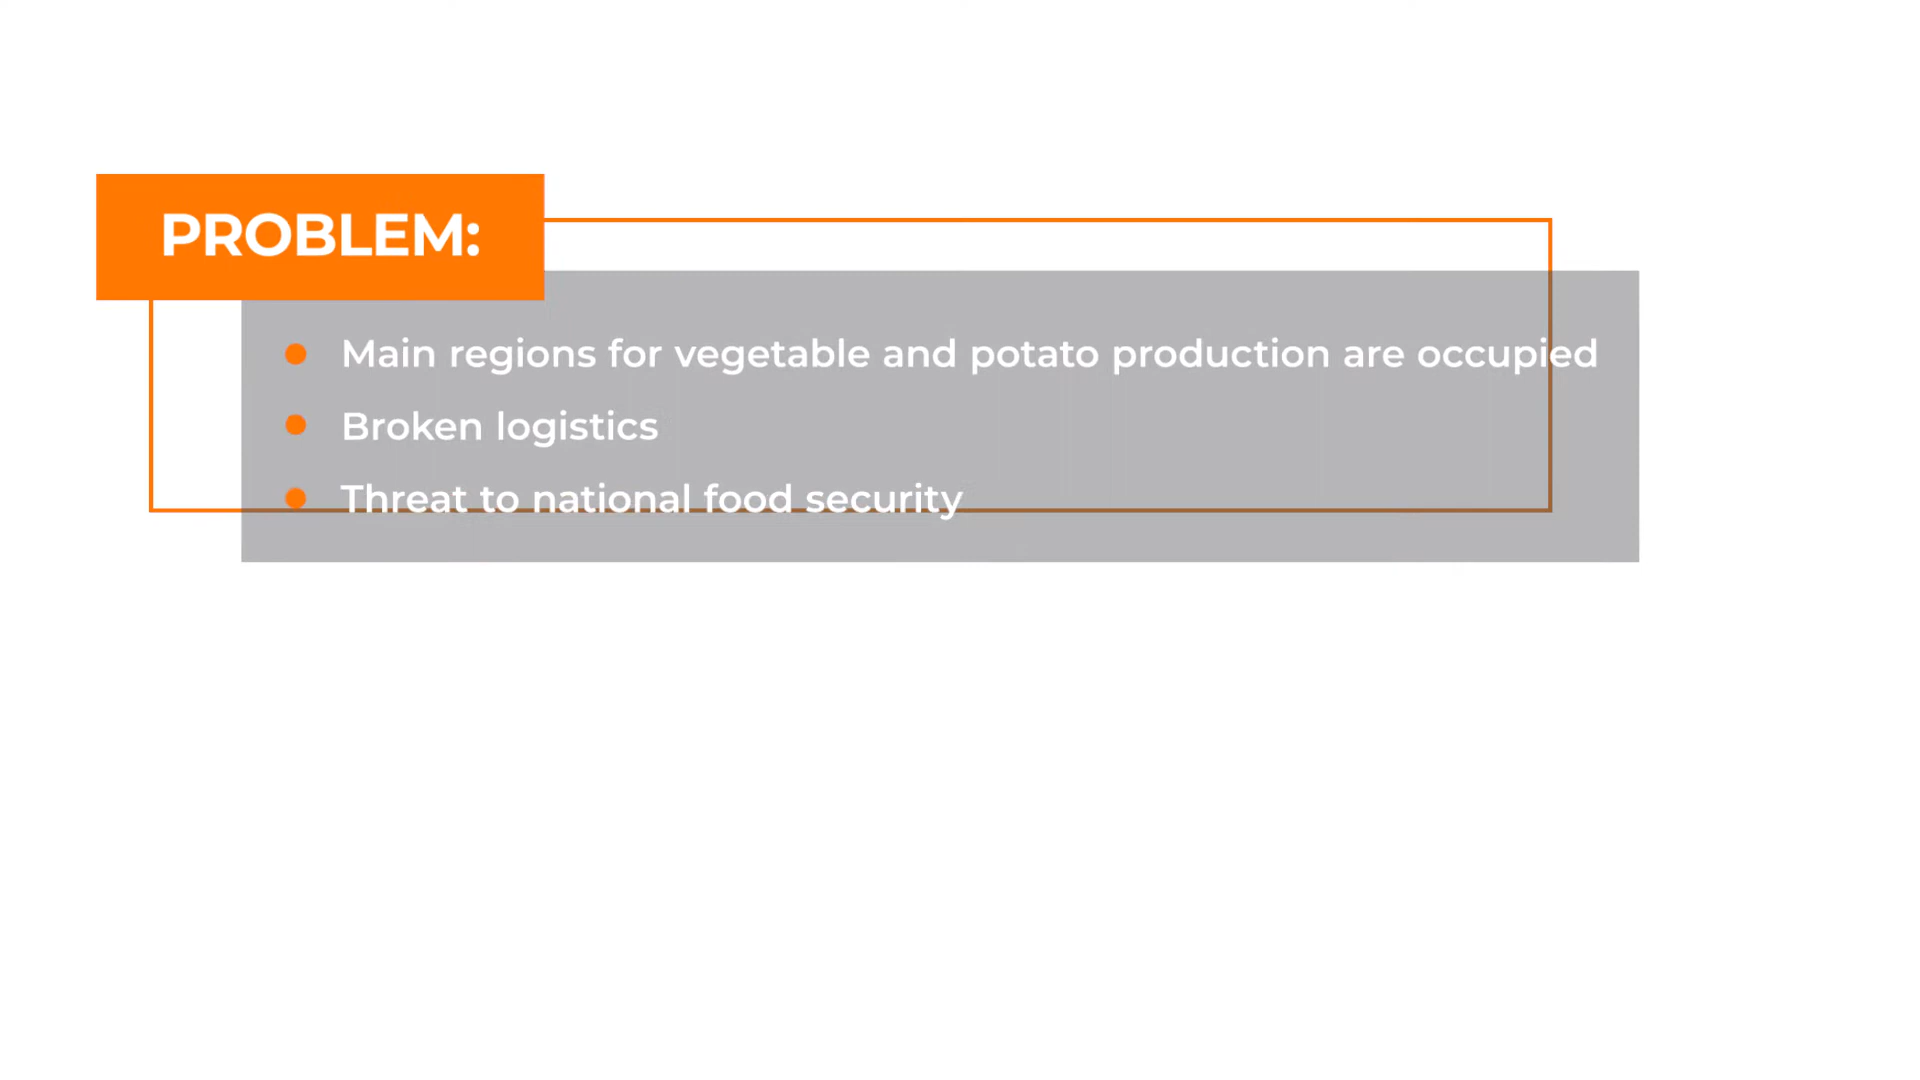 PROBLEM:
Main regions for vegetable and potato production are occupied
Broken logistics
Threat to national food security